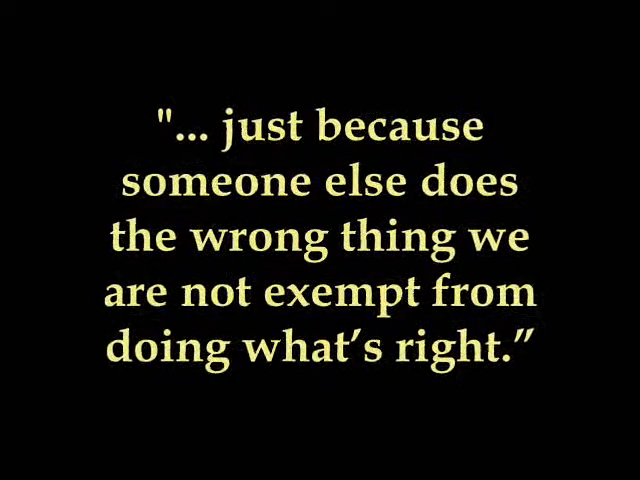 "... just because
someone else does
the wrong thing we
are not exempt from
doing what’s right.”